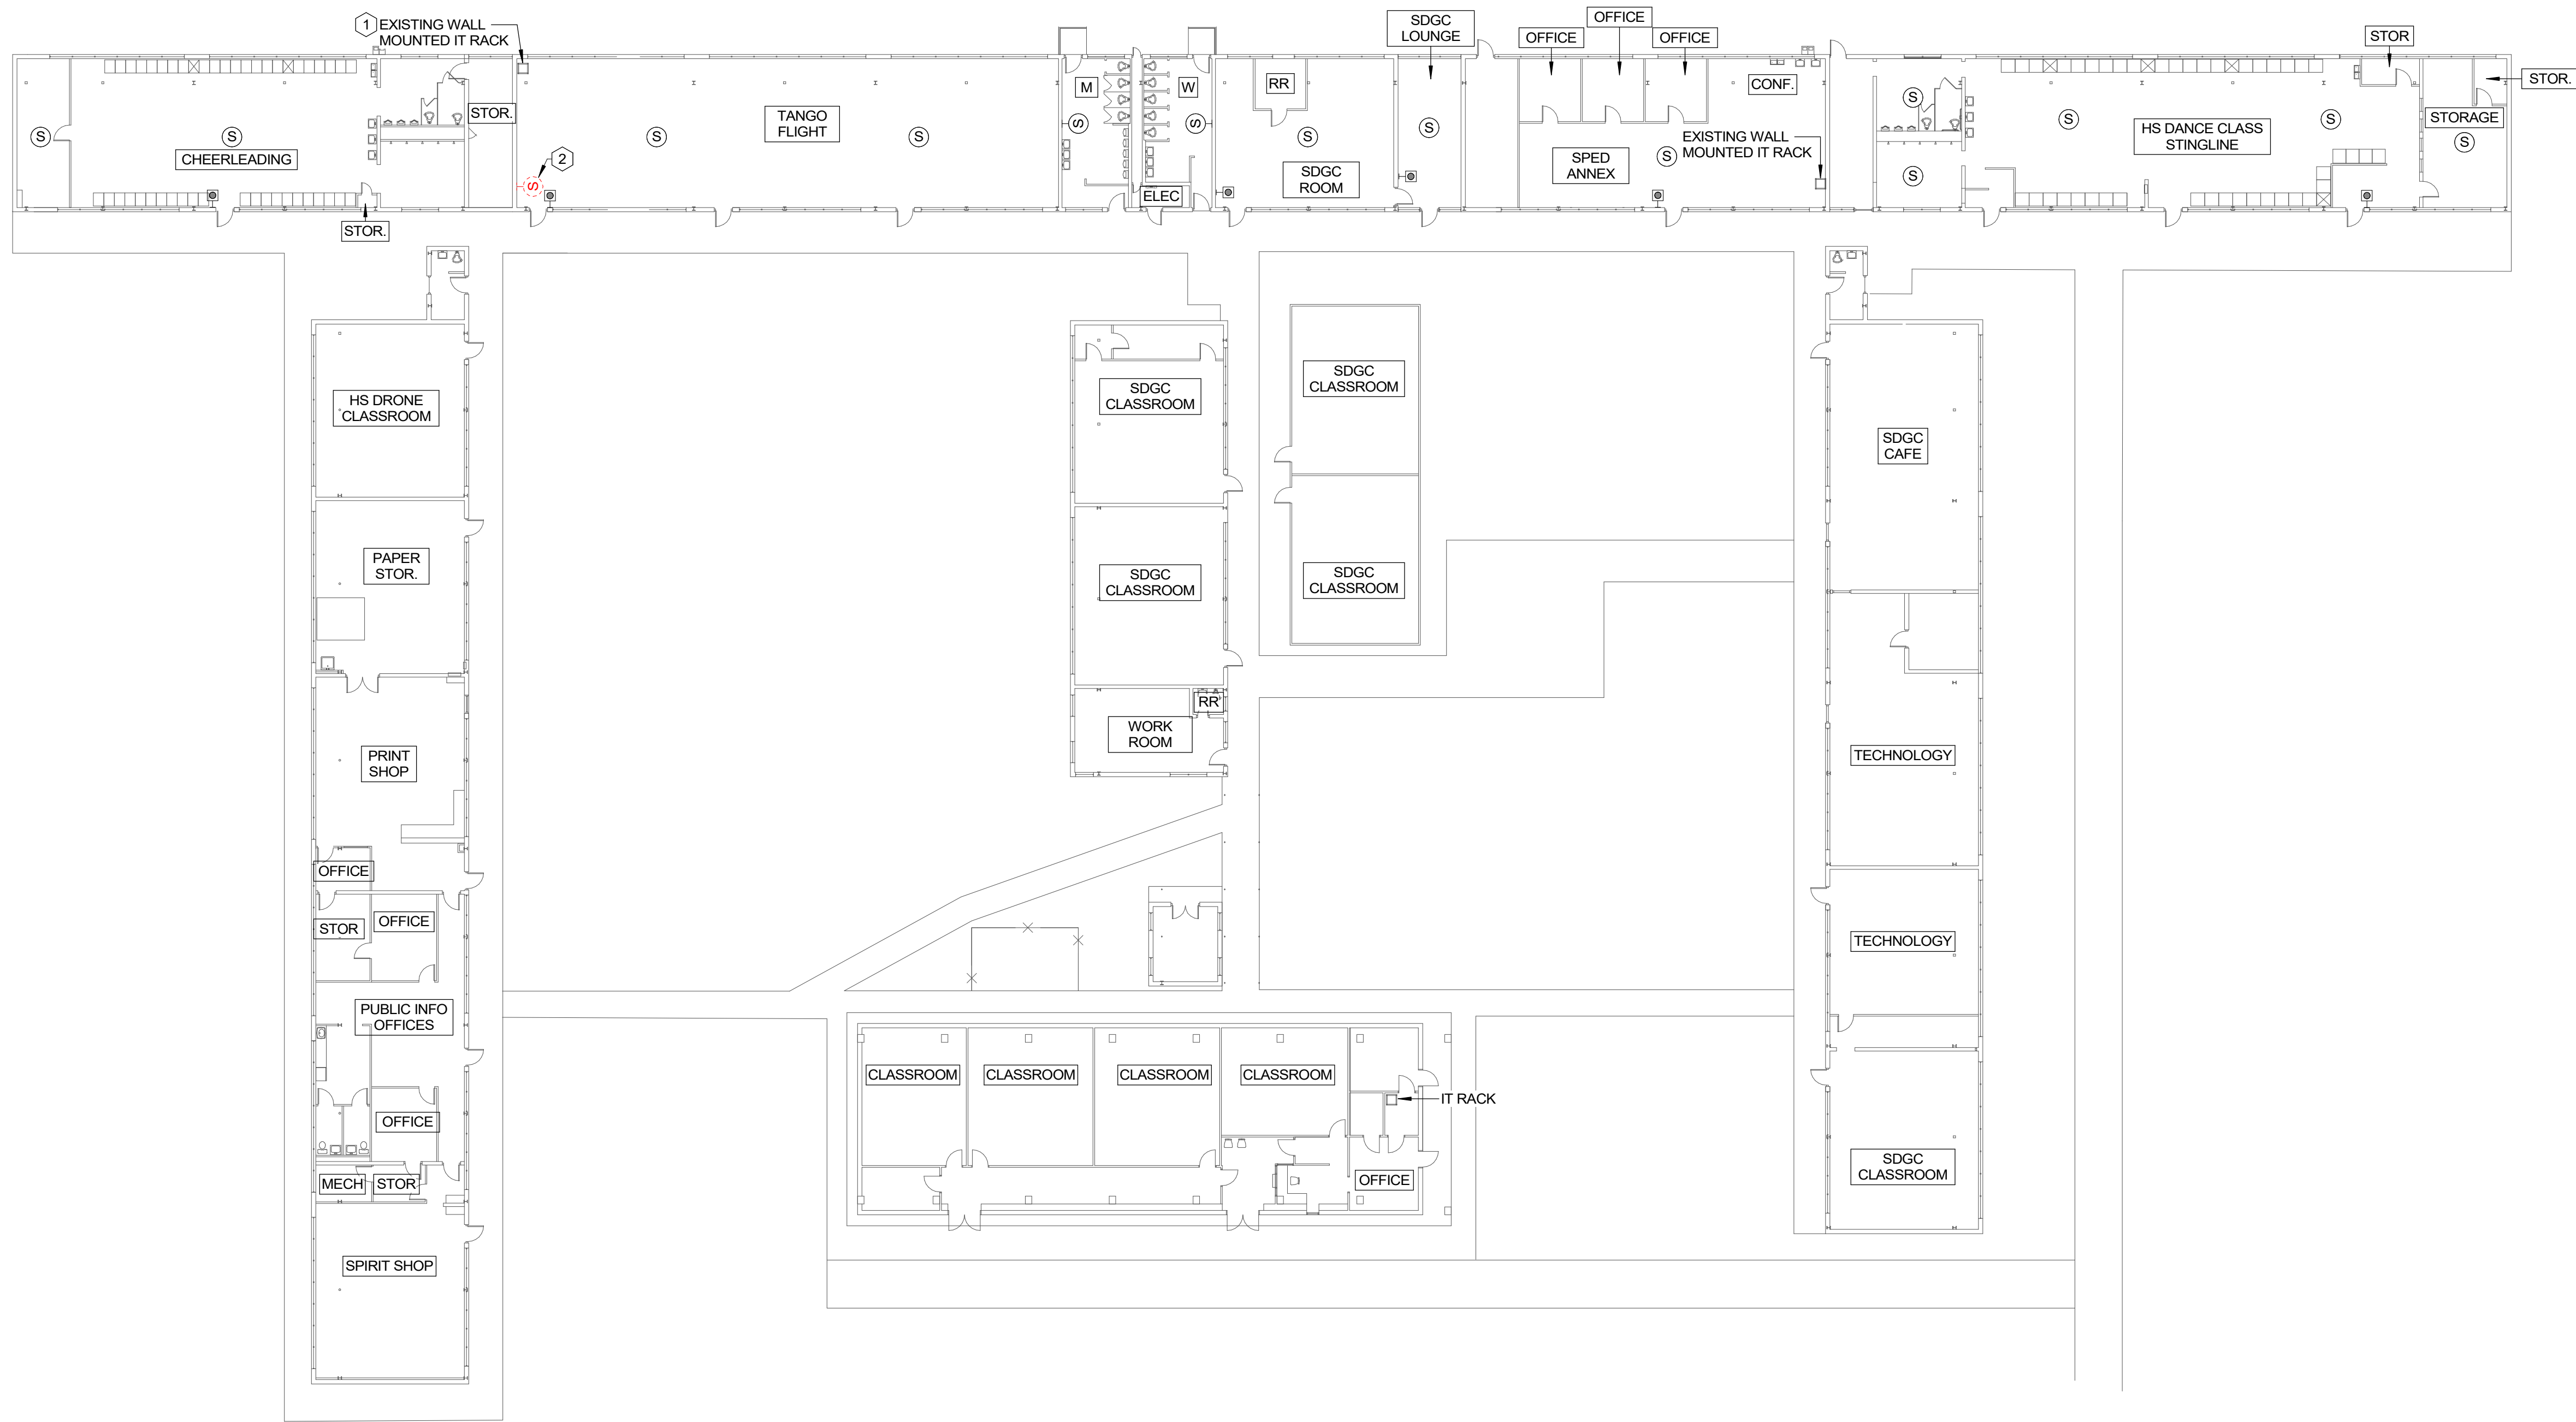 1
EXISTING WALL
MOUNTED IT RACK
SDGC
LOUNGE
OFFICE
OFFICE
OFFICE
STOR
STOR.
STOR.
M
W
RR
CONF.
TANGO
FLIGHT
S
S
CHEERLEADING
S
S
S
S
S
S
S
EXISTING WALL
MOUNTED IT RACK
S
S
S
S
HS DANCE CLASS
STINGLINE
S
STORAGE
S
2
S
SDGC
ROOM
SPED
ANNEX
ELEC
STOR.
HS DRONE
CLASSROOM
SDGC
CLASSROOM
SDGC
CLASSROOM
SDGC
CAFE
PAPER
STOR.
SDGC
CLASSROOM
SDGC
CLASSROOM
RR
WORK
ROOM
PRINT
SHOP
TECHNOLOGY
OFFICE
STOR
OFFICE
TECHNOLOGY
PUBLIC INFO
OFFICES
CLASSROOM
CLASSROOM
CLASSROOM
CLASSROOM
IT RACK
OFFICE
MECH
STOR
OFFICE
SDGC
CLASSROOM
SPIRIT SHOP